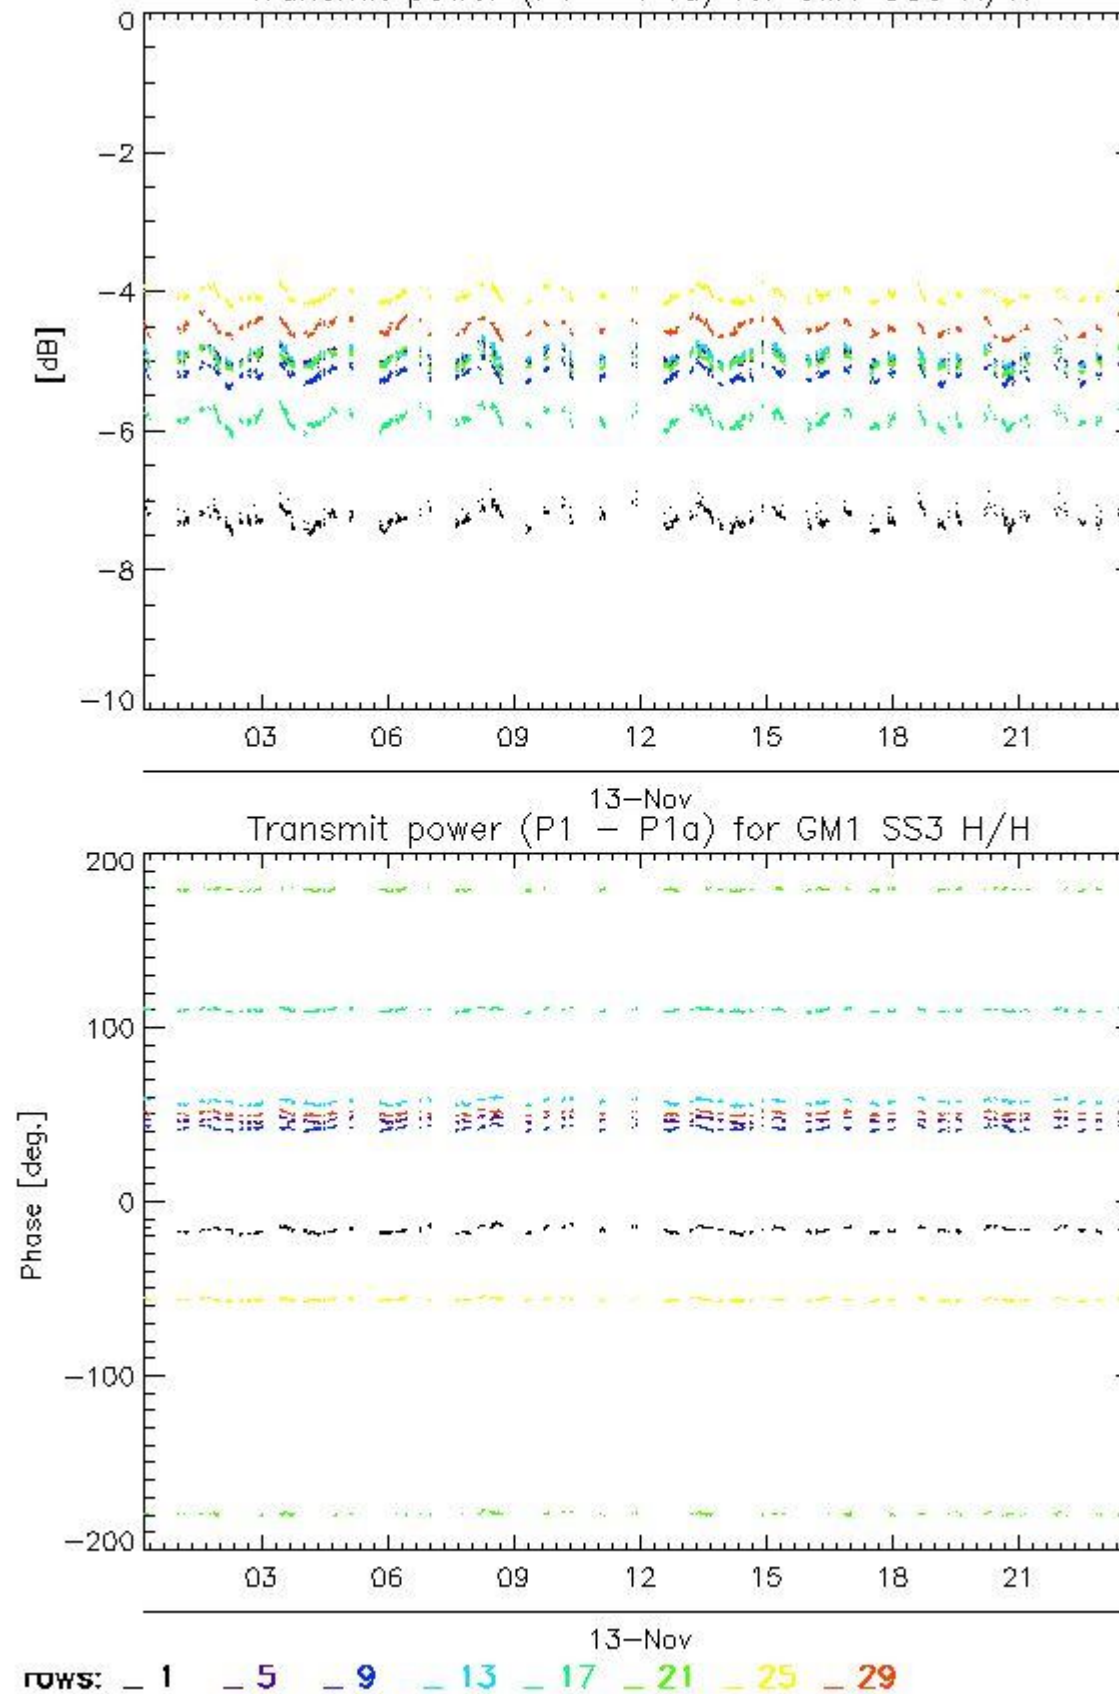 0
−2
−4
[dB]
−6
−8
−10
03 06 09 12 15 18 21
13−Nov
Transmit power (P1 − P1a) for GM1 SS3 H/H
200
100
0
Phase [deg.]
−100
−200
03 06 09 12 15 18 21
13−Nov
rows: _ 1 _ 5 _ 9 _ 13 _ 17 _ 21 _ 25 _ 29